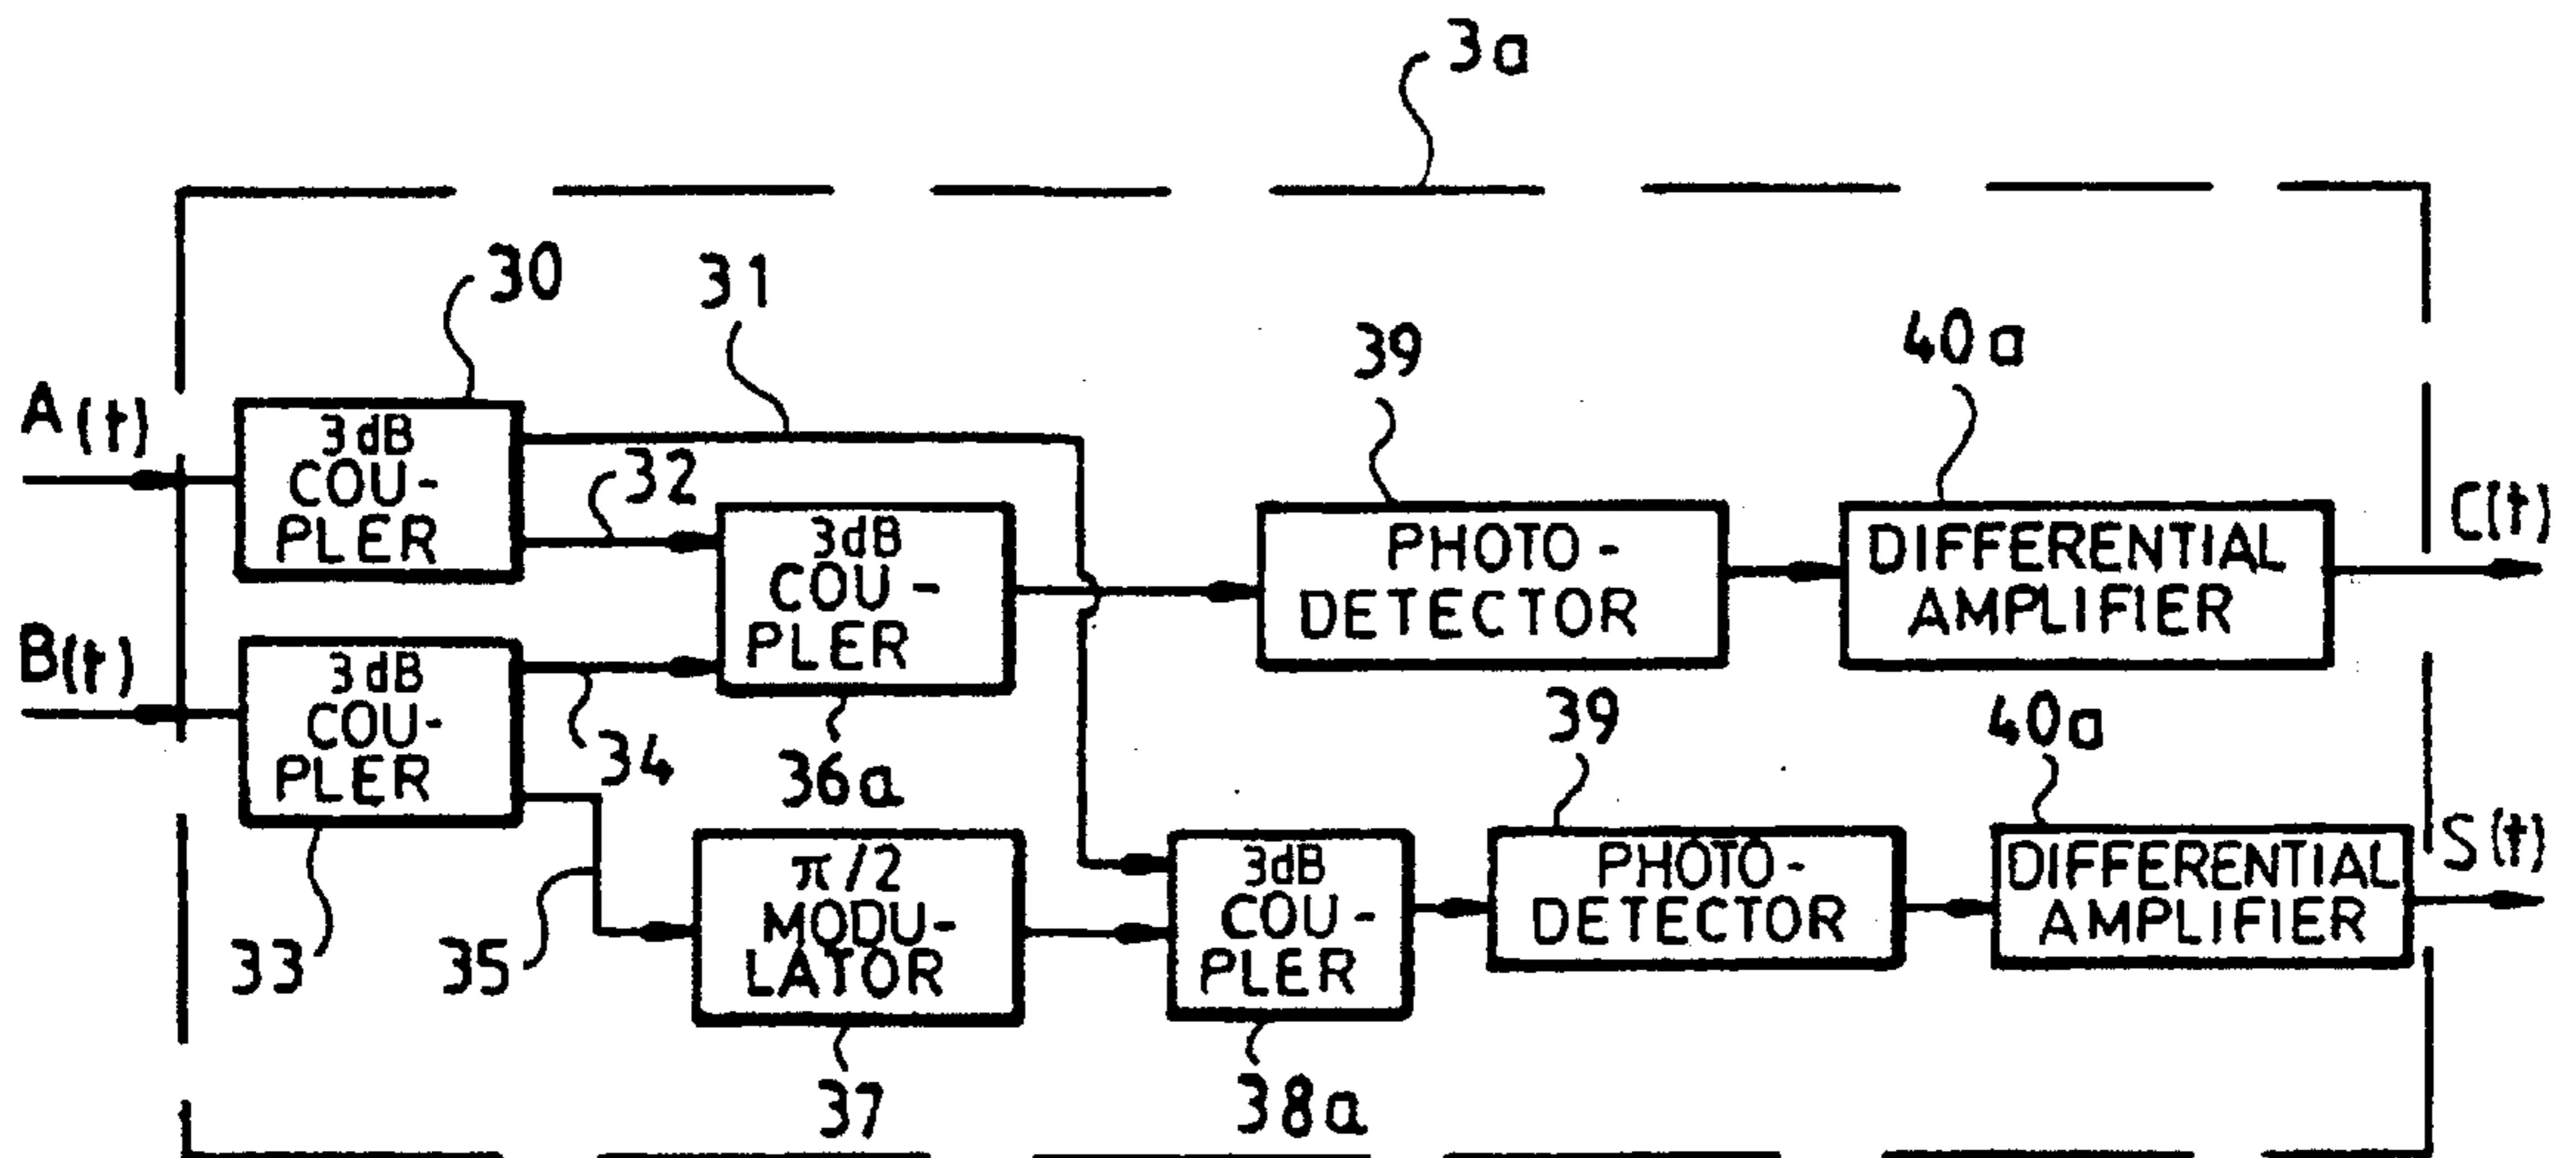 3a
30
31
39
40a
A(t)
3dB
COU-
PLER
32
3dB
COU-
PLER
PHOTO-
DETECTOR
DIFFERENTIAL
AMPLIFIER
C(t)
B(t)
3dB
COU-
PLER
34
36a
39
40a
33
35
π/2
MODU-
LATOR
37
3dB
COU-
PLER
38a
PHOTO-
DETECTOR
DIFFERENTIAL
AMPLIFIER
S(t)